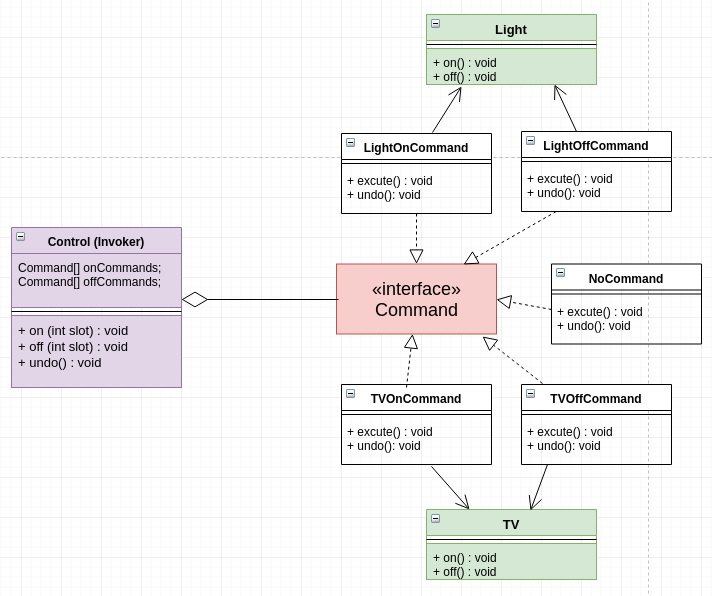 Light
+ on() : void
+ off() : void
LightOnCommand
+ excute() : void
+ undo(): void
LightOffCommand
+ excute() : void
+ undo(): void
Control (Invoker)
Command[] onCommands;
Command[] offCommands;
+ on (int slot) : void
+ off (int slot) : void
+ undo() : void
«interface»
Command
NoCommand
+ excute() : void
+ undo(): void
TVOnCommand
+ excute() : void
+ undo(): void
TVOffCommand
+ excute() : void
+ undo(): void
TV
+ on() : void
+ off() : void